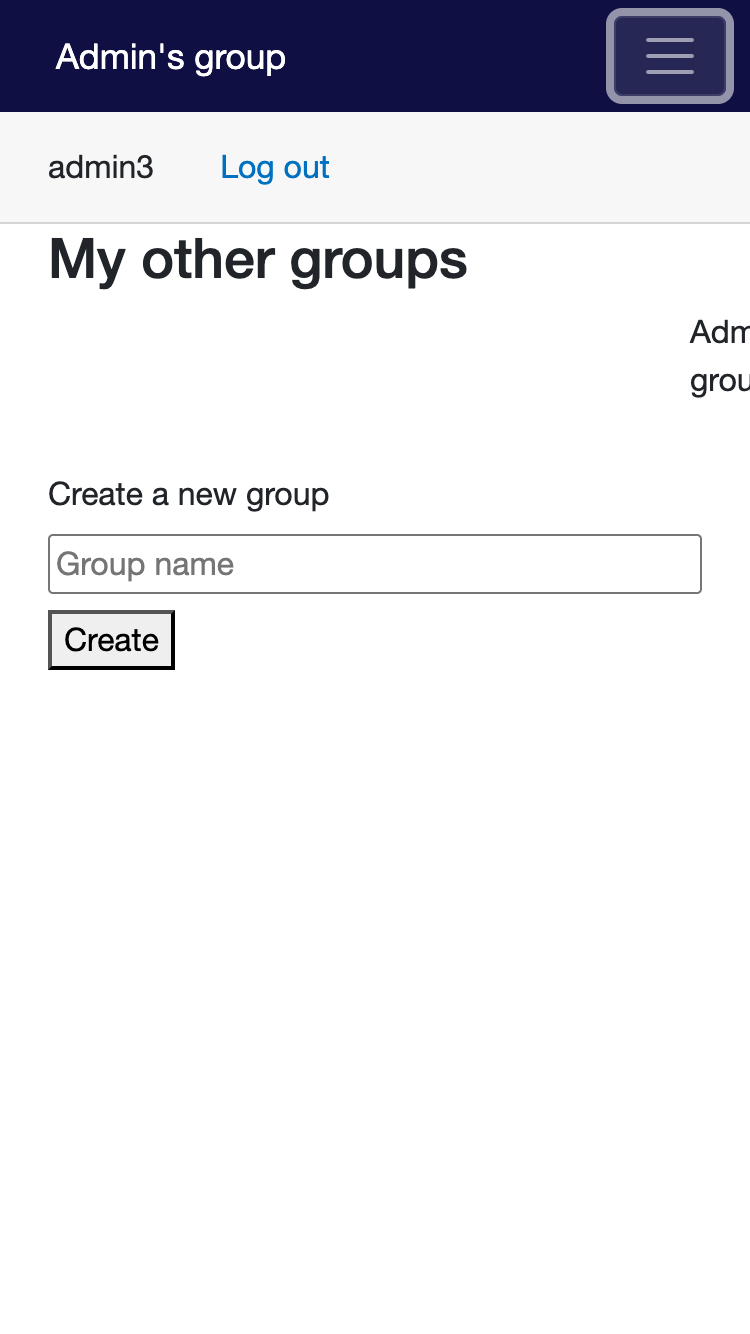 Admin's group
admin3 Log out
My other groups
Adm
grou
Create a new group
Group name
Create